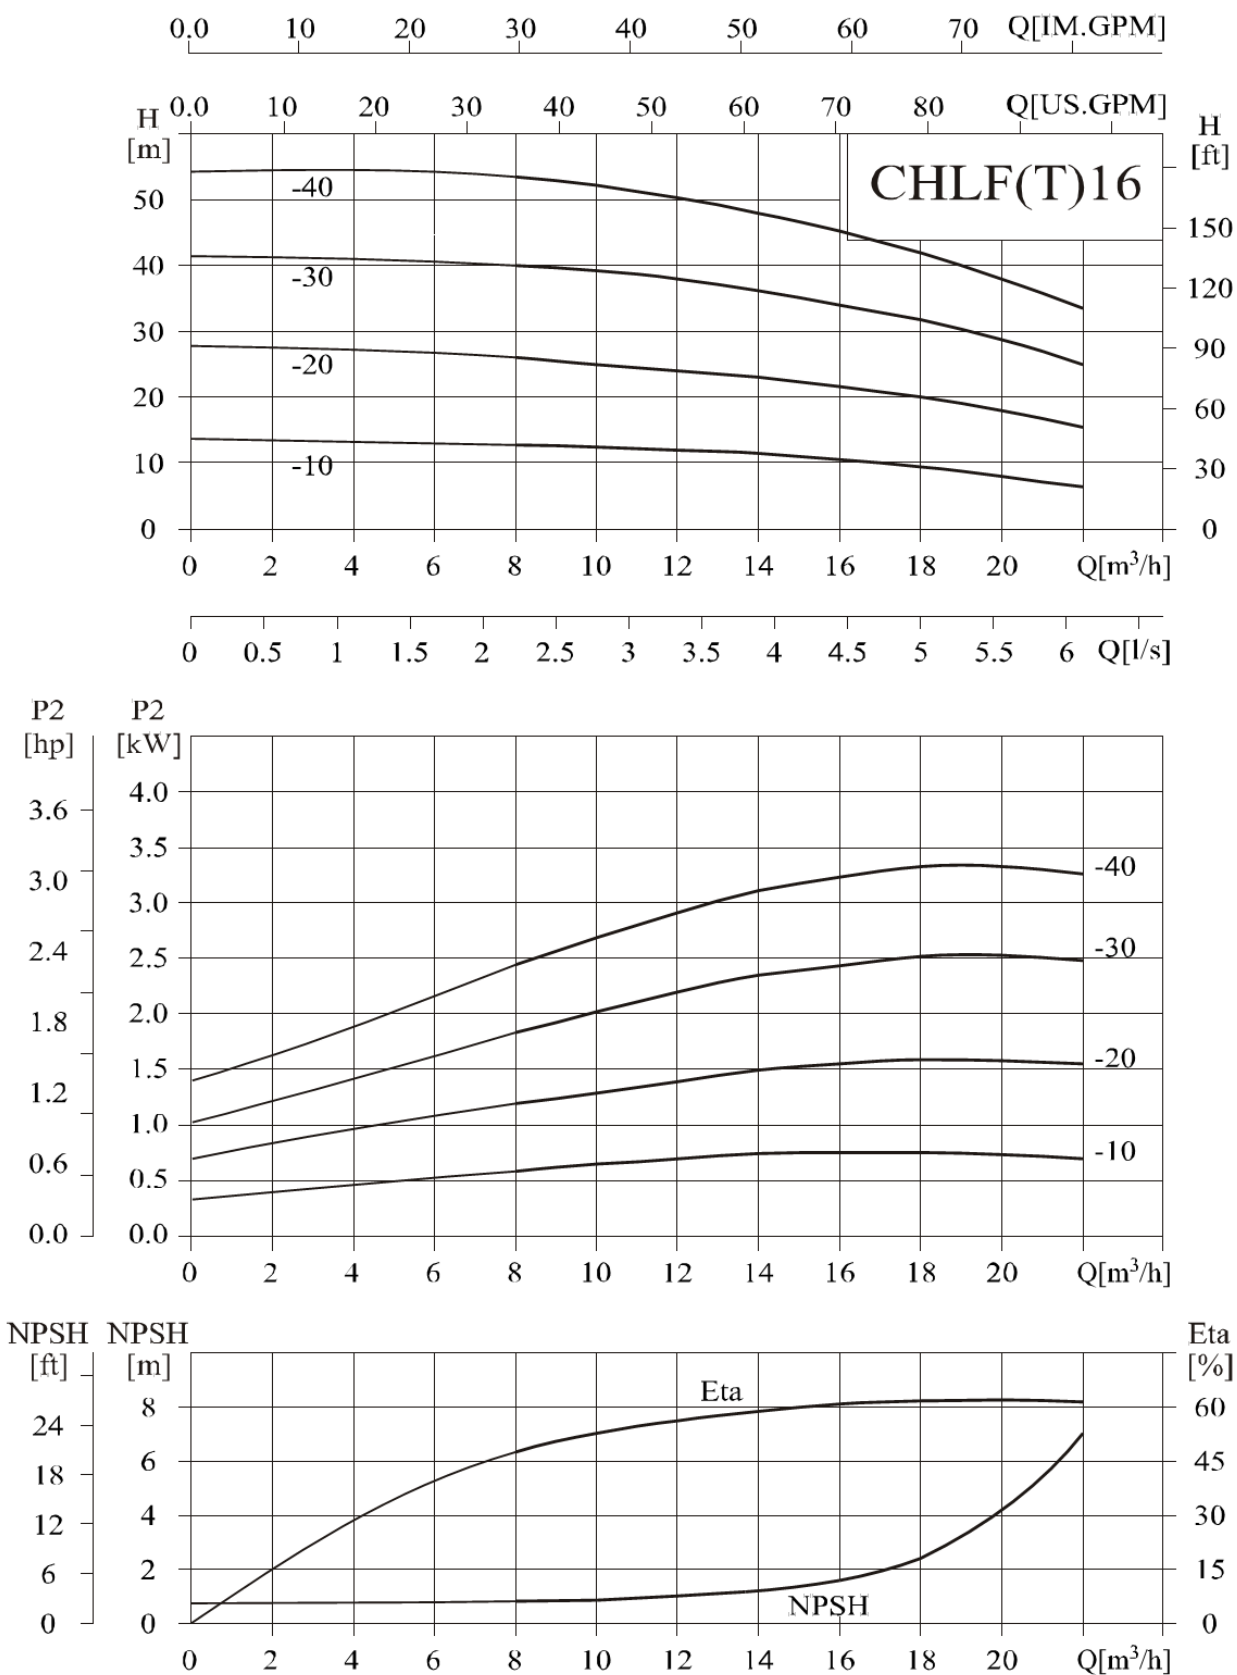 0.0 10 20 30 40 50 60 70 Q[IM.GPM]
0.0 10 20 30 40 50 60 70 80 Q[US.GPM]
H
[m]
H
[ft]
CHLF(T)16
50
40
30
20
10
0
150
120
90
60
30
0
-40
-30
-20
-10
0 2 4 6 8 10 12 14 16 18 20 Q[m³/h]
0 0.5 1 1.5 2 2.5 3 3.5 4 4.5 5 5.5 6 Q[l/s]
P2
[hp]
P2
[kW]
3.6
3.0
2.4
1.8
1.2
0.6
0.0
4.0
3.5
3.0
2.5
2.0
1.5
1.0
0.5
0.0
-40
-30
-20
-10
0 2 4 6 8 10 12 14 16 18 20 Q[m³/h]
NPSH
[ft]
NPSH
[m]
Eta
[%]
24
18
12
6
0
8
6
4
2
0
Eta
NPSH
60
45
30
15
0
0 2 4 6 8 10 12 14 16 18 20 Q[m³/h]